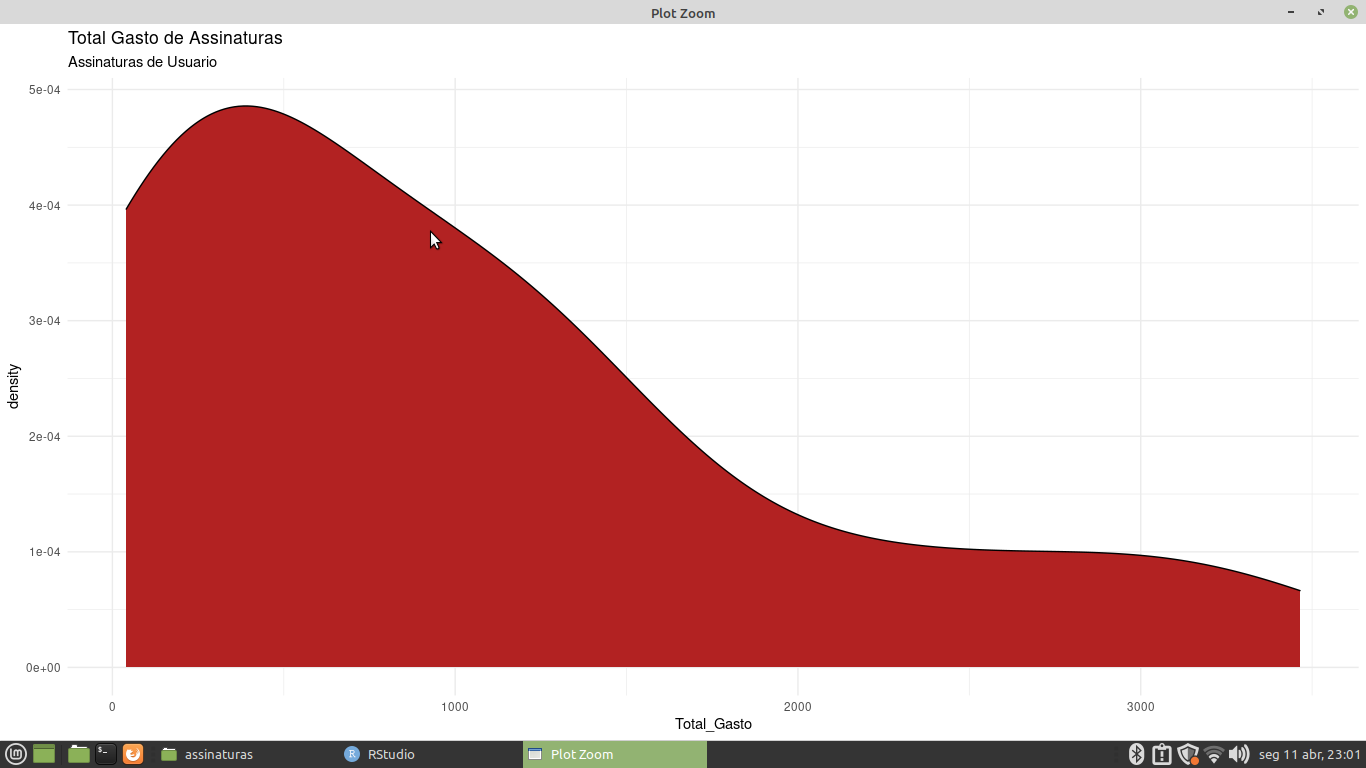 Plot Zoom
Total Gasto de Assinaturas
Assinaturas de Usuario
5e-04
4e-04
3e-04
2e-04
1e-04
0e+00
density
0 1000 2000 3000
Total_Gasto
assinaturas RStudio Plot Zoom seg 11 abr, 23:01